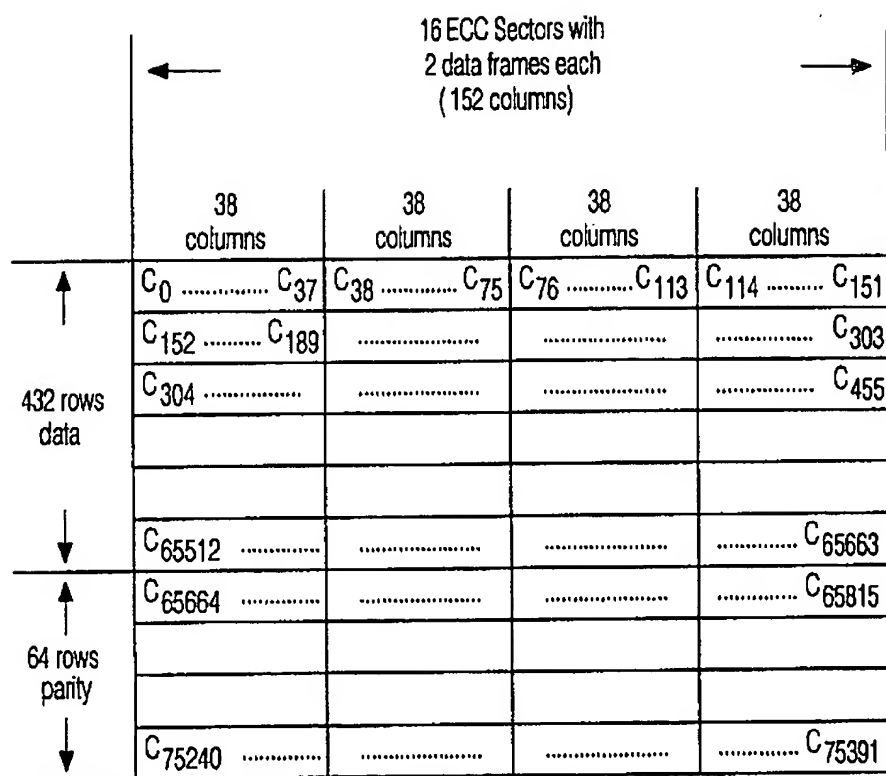 16 ECC Sectors with
2 data frames each
( 152 columns)
38 columns 38 columns 38 columns 38 columns
C0 ............. C37 C38 ............. C75 C76 ........... C113 C114 ......... C151
C152 ......... C189 ..................... ..................... ................ C303
C304 ............... ..................... ..................... ................ C455
432 rows
data
C65512 ............ ..................... ..................... ............. C65663
C65664 ............ ..................... ..................... ............. C65815
64 rows
parity
C75240 ............ ..................... ..................... ............. C75391